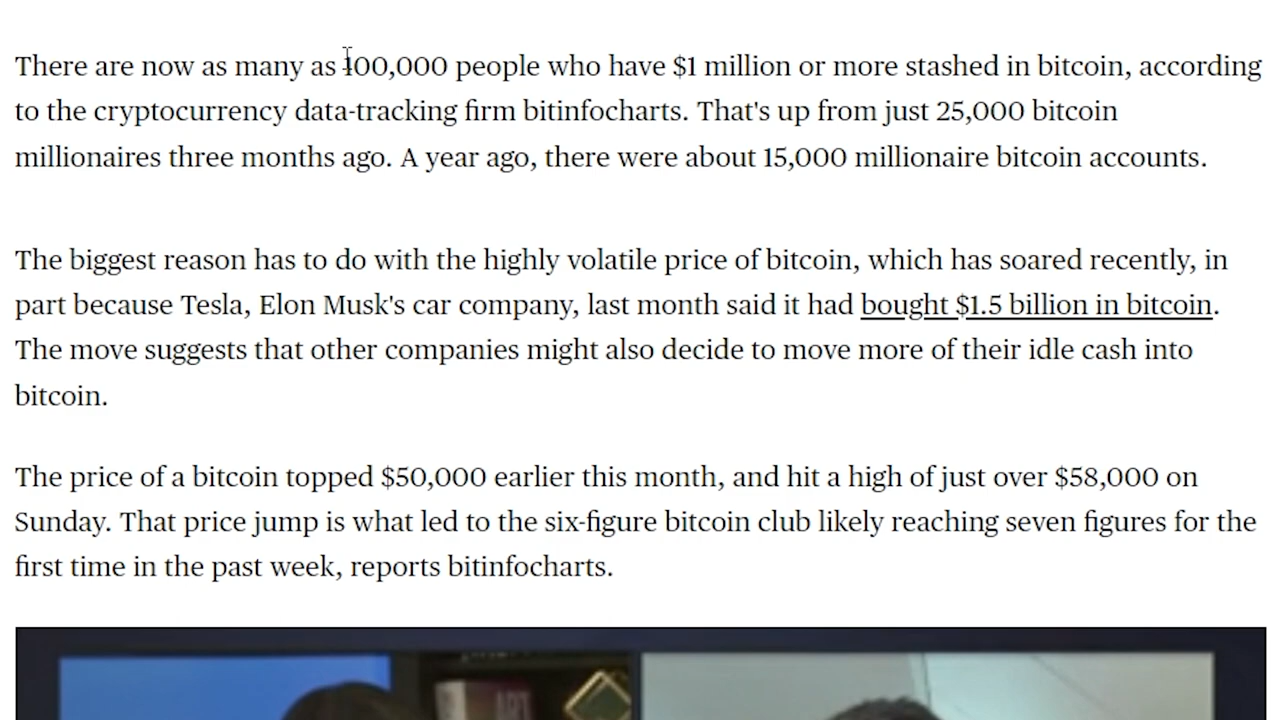 There are now as many as 100,000 people who have $1 million or more stashed in bitcoin, according
to the cryptocurrency data-tracking firm bitinfocharts. That's up from just 25,000 bitcoin
millionaires three months ago. A year ago, there were about 15,000 millionaire bitcoin accounts.
The biggest reason has to do with the highly volatile price of bitcoin, which has soared recently, in
part because Tesla, Elon Musk's car company, last month said it had bought $1.5 billion in bitcoin.
The move suggests that other companies might also decide to move more of their idle cash into
bitcoin.
The price of a bitcoin topped $50,000 earlier this month, and hit a high of just over $58,000 on
Sunday. That price jump is what led to the six-figure bitcoin club likely reaching seven figures for the
first time in the past week, reports bitinfocharts.
ART